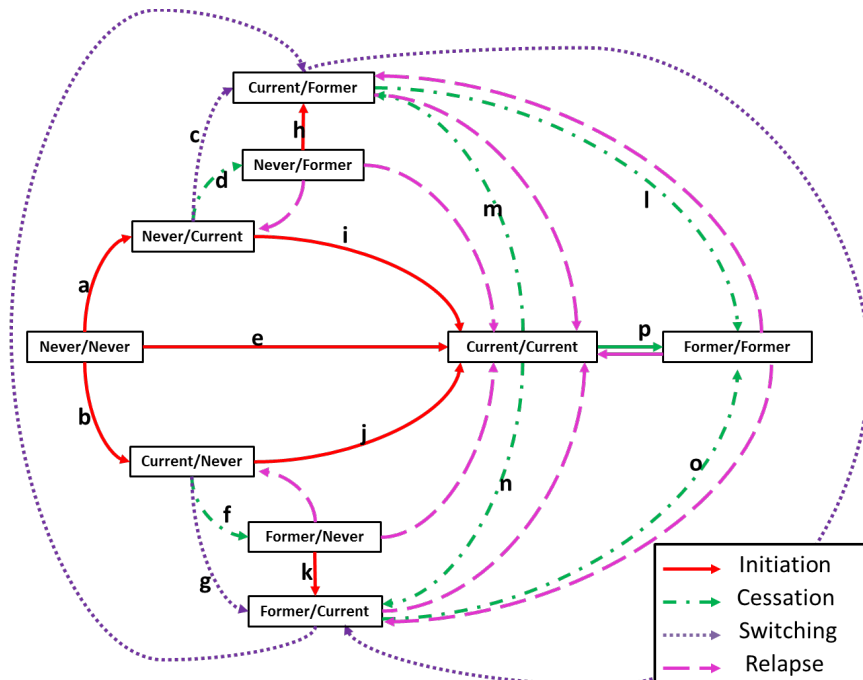 Current/Former
c
h
Never/Former
d
m
l
Never/Current
i
a
e
p
Never/Never
Current/Current
Former/Former
b
j
Current/Never
o
n
f
Former/Never
g
k
Former/Current
Initiation
Cessation
Switching
Relapse